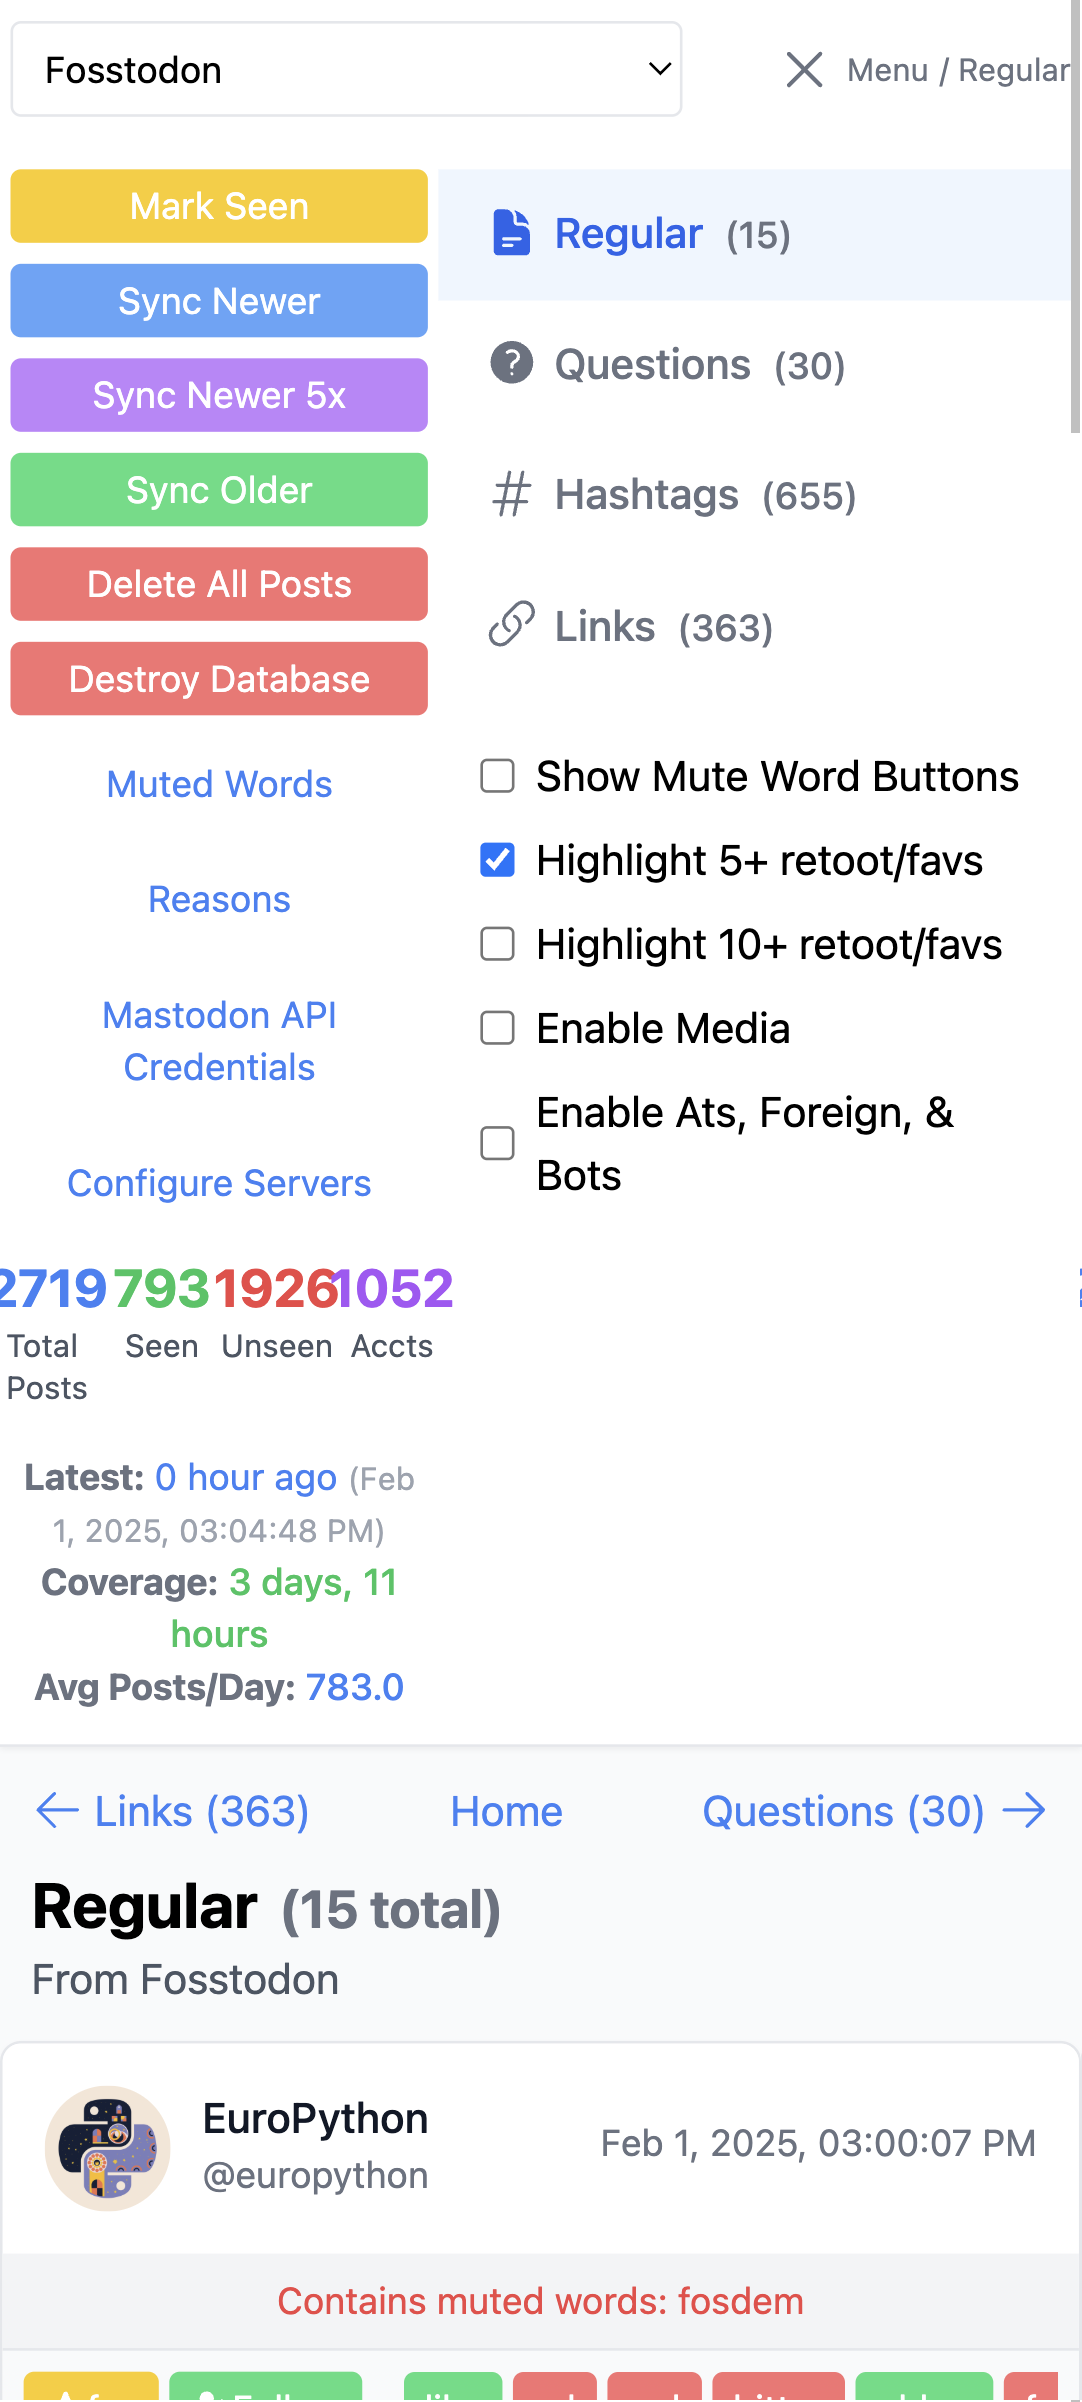 Fosstodon
Menu / Regular
Mark Seen
Sync Newer
Sync Newer 5x
Sync Older
Delete All Posts
Destroy Database
Muted Words
Reasons
Mastodon API
Credentials
Configure Servers
Regular (15)
Questions (30)
Hashtags (655)
Links (363)
Show Mute Word Buttons
Highlight 5+ retoot/favs
Highlight 10+ retoot/favs
Enable Media
Enable Ats, Foreign, &
Bots
2719 793 1926 1052
Total Seen Unseen Accts
Posts
Latest: 0 hour ago (Feb
1, 2025, 03:04:48 PM)
Coverage: 3 days, 11
hours
Avg Posts/Day: 783.0
← Links (363) Home Questions (30) →
Regular (15 total)
From Fosstodon
EuroPython
@europython
Feb 1, 2025, 03:00:07 PM
Contains muted words: fosdem